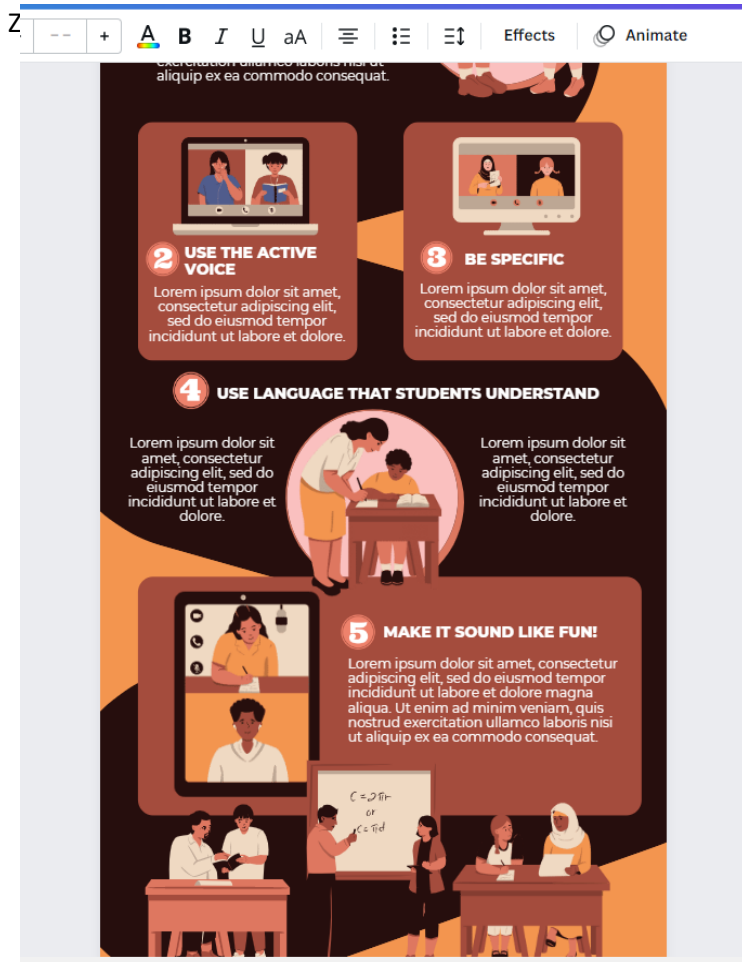 Z
-- + A B I U aA Effects Animate
exercitation ullamco laboris nisi ut
aliquip ex ea commodo consequat.
2 USE THE ACTIVE
VOICE
Lorem ipsum dolor sit amet,
consectetur adipiscing elit,
sed do eiusmod tempor
incididunt ut labore et dolore.
3 BE SPECIFIC
Lorem ipsum dolor sit amet,
consectetur adipiscing elit,
sed do eiusmod tempor
incididunt ut labore et dolore.
4 USE LANGUAGE THAT STUDENTS UNDERSTAND
Lorem ipsum dolor sit
amet, consectetur
adipiscing elit, sed do
eiusmod tempor
incididunt ut labore et
dolore.
Lorem ipsum dolor sit
amet, consectetur
adipiscing elit, sed do
eiusmod tempor
incididunt ut labore et
dolore.
5 MAKE IT SOUND LIKE FUN!
Lorem ipsum dolor sit amet, consectetur
adipiscing elit, sed do eiusmod tempor
incididunt ut labore et dolore magna
aliqua. Ut enim ad minim veniam, quis
nostrud exercitation ullamco laboris nisi
ut aliquip ex ea commodo consequat.
C=2πr
or
C=πd